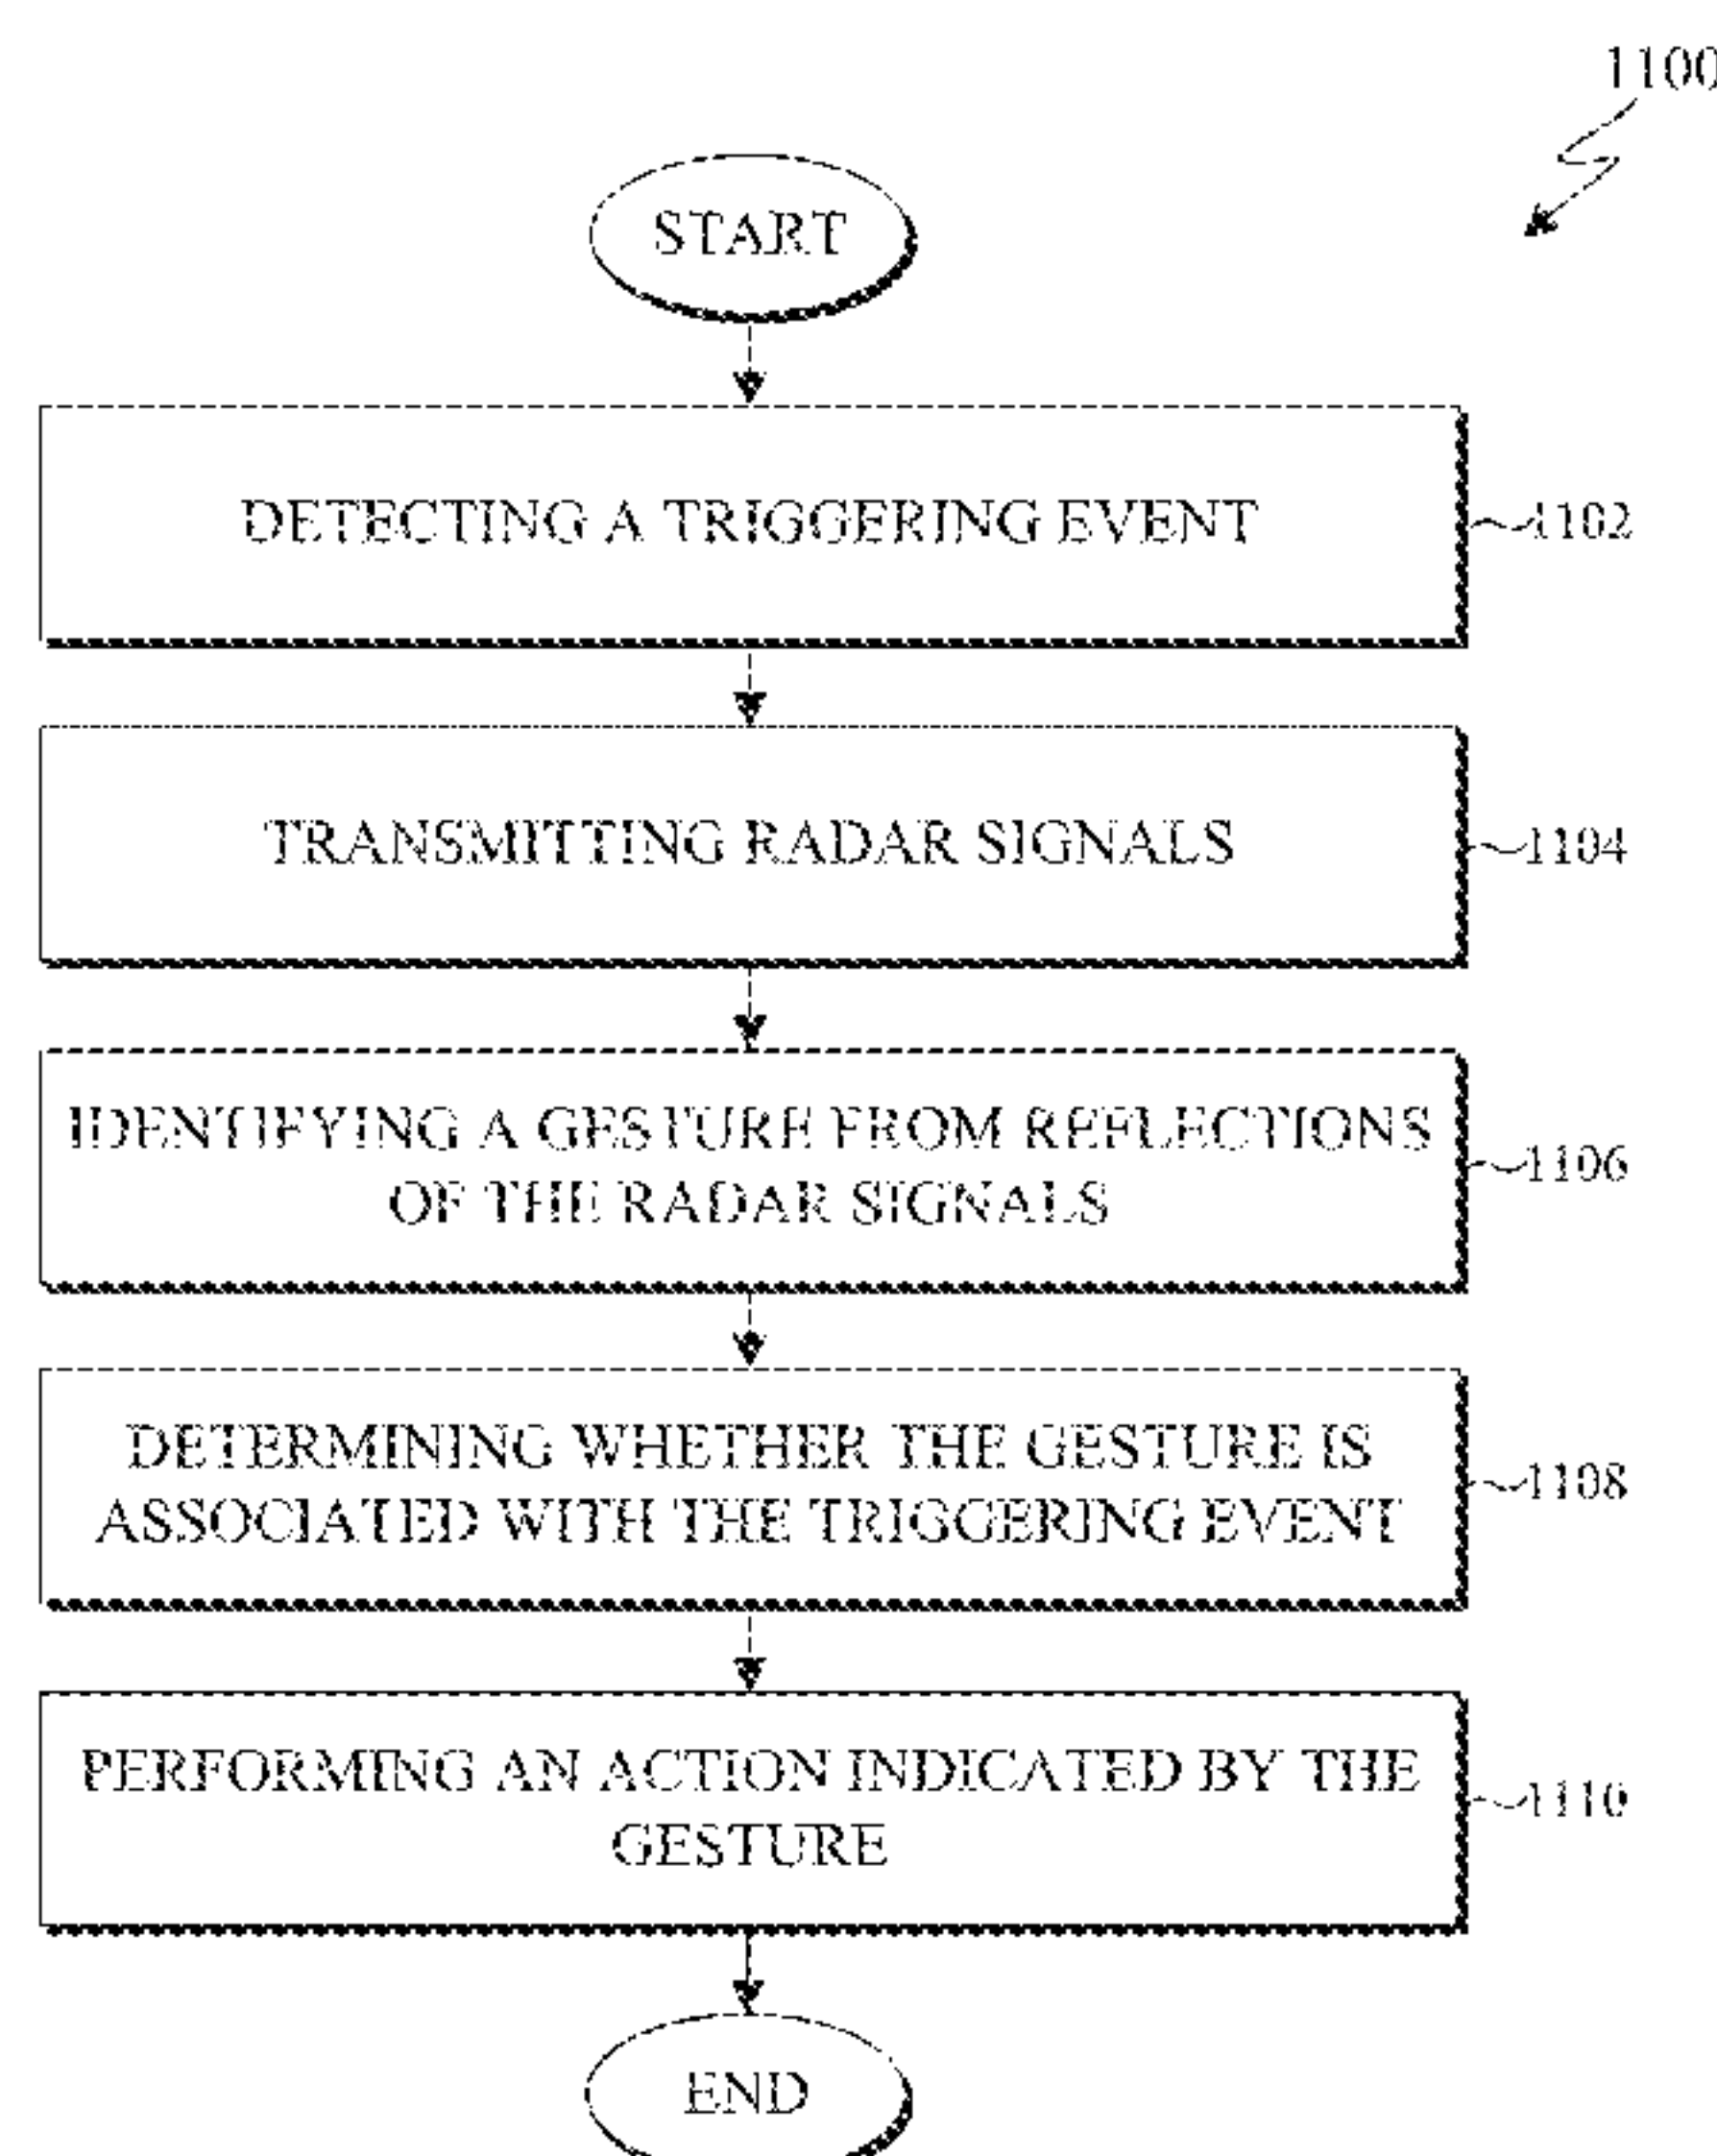 1100
START
DETECTING A TRIGGERING EVENT
1102
TRANSMITTING RADAR SIGNALS
1104
IDENTIFYING A GESTURE FROM REFLECTIONS
OF THE RADAR SIGNALS
1106
DETERMINING WHETHER THE GESTURE IS
ASSOCIATED WITH THE TRIGGERING EVENT
1108
PERFORMING AN ACTION INDICATED BY THE
GESTURE
1110
END